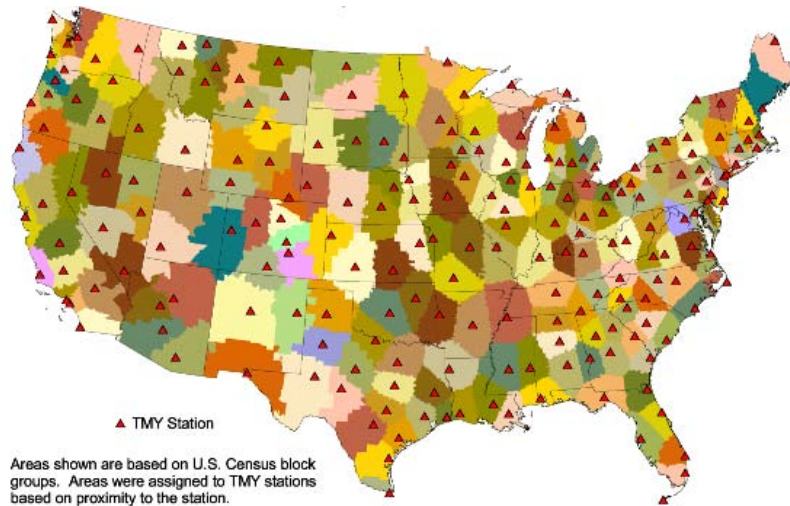 TMY Station
Areas shown are based on U.S. Census block
groups. Areas were assigned to TMY stations
based on proximity to the station.